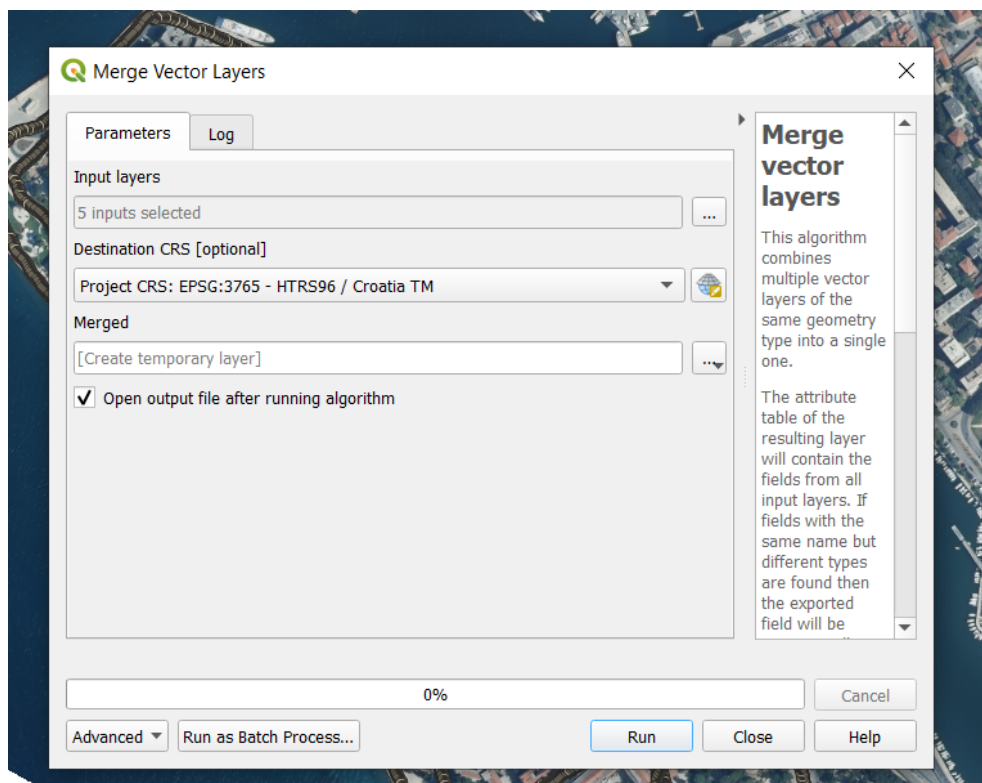 Merge Vector Layers
Parameters
Log
Input layers
5 inputs selected
...
Destination CRS [optional]
Project CRS: EPSG:3765 - HTRS96 / Croatia TM
Merged
[Create temporary layer]
...
Open output file after running algorithm
Merge
vector
layers
This algorithm
combines
multiple vector
layers of the
same geometry
type into a single
one.
The attribute
table of the
resulting layer
will contain the
fields from all
input layers. If
fields with the
same name but
different types
are found then
the exported
field will be
0%
Cancel
Advanced
Run as Batch Process...
Run
Close
Help